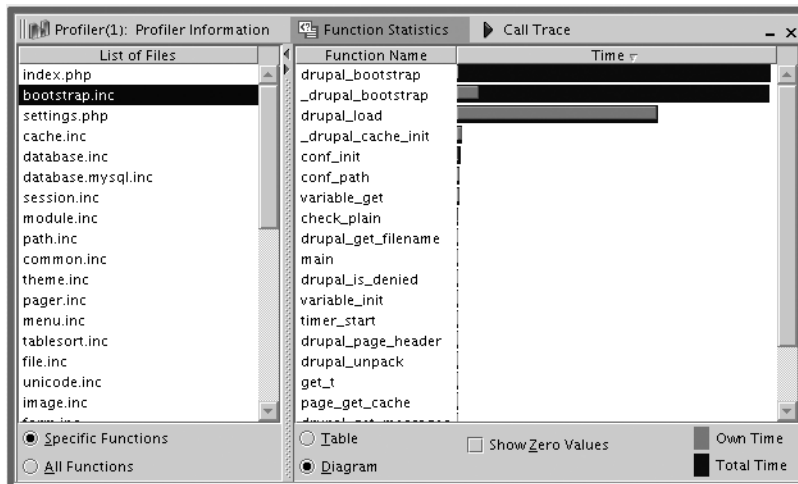 Profiler(1): Profiler Information
Function Statistics
Call Trace
List of Files
index.php
bootstrap.inc
settings.php
cache.inc
database.inc
database.mysql.inc
session.inc
module.inc
path.inc
common.inc
theme.inc
pager.inc
menu.inc
tablesort.inc
file.inc
unicode.inc
image.inc
Specific Functions
All Functions
Function Name
Time
drupal_bootstrap
_drupal_bootstrap
drupal_load
_drupal_cache_init
conf_init
conf_path
variable_get
check_plain
drupal_get_filename
main
drupal_is_denied
variable_init
timer_start
drupal_page_header
drupal_unpack
get_t
page_get_cache
Table
Diagram
Show Zero Values
Own Time
Total Time